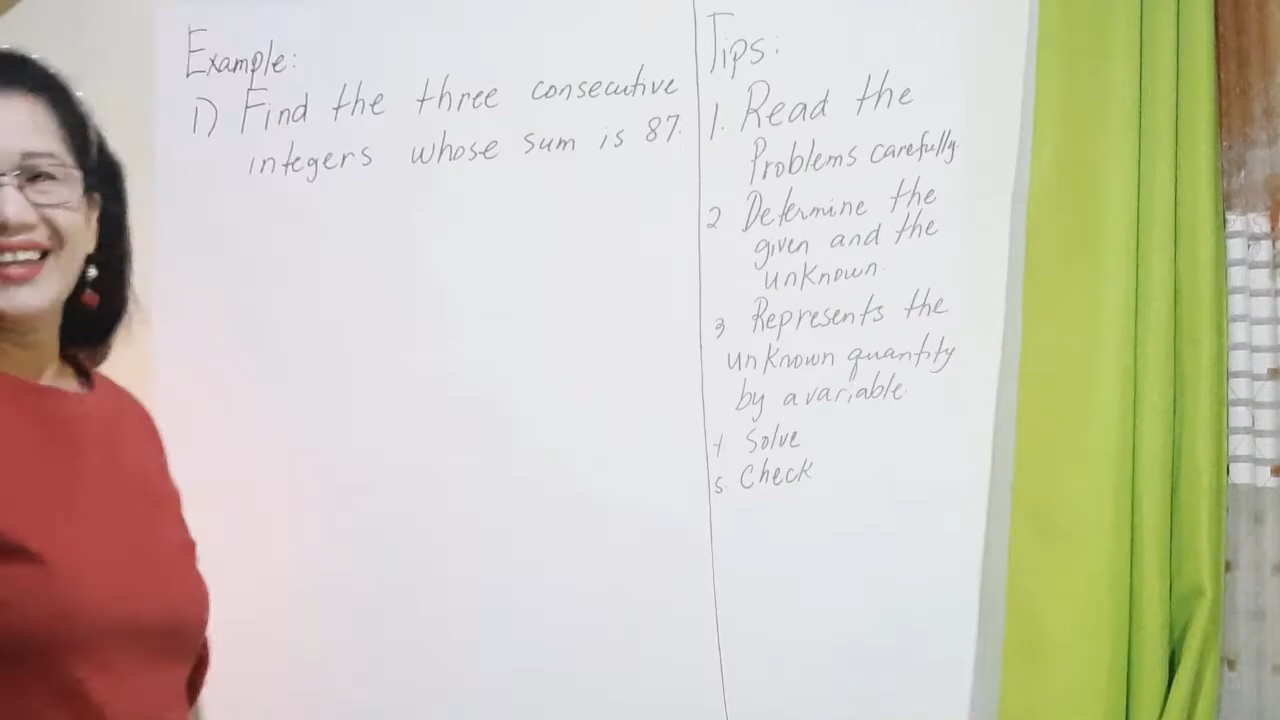 Example:
1) Find the three consecutive
integers whose sum is 87.
Tips:
1. Read the
Problems carefully.
2 Determine the
given and the
unknown.
3. Represents the
unknown quantity
by a variable.
4. Solve
5. Check